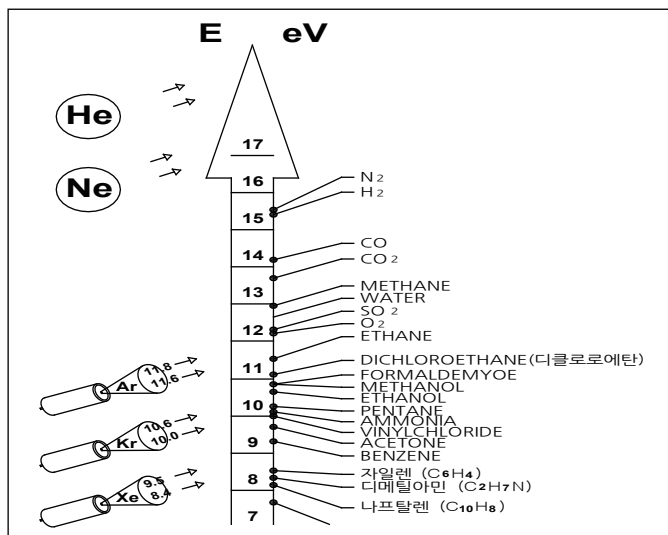 E eV
He
Ne
17
16
15
14
13
12
11
10
9
8
7
N2
H2
CO
CO2
METHANE
WATER
SO2
O2
ETHANE
DICHLOROETHANE(디클로로에탄)
FORMALDEMYOE
METHANOL
ETHANOL
PENTANE
AMMONIA
VINYLCHLORIDE
ACETONE
BENZENE
자일렌 (C6H4)
디메틸아민 (C2H7N)
나프탈렌 (C10H8)
Ar 11.8
11.6
Kr 10.6
10.0
Xe 9.5
8.4